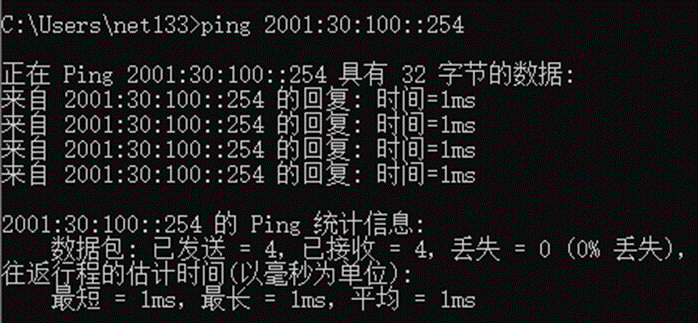 C:\Users\net133>ping 2001:30:100::254
正在 Ping 2001:30:100::254 具有 32 字节的数据:
来自 2001:30:100::254 的回复: 时间=1ms
来自 2001:30:100::254 的回复: 时间=1ms
来自 2001:30:100::254 的回复: 时间=1ms
来自 2001:30:100::254 的回复: 时间=1ms
2001:30:100::254 的 Ping 统计信息:
数据包: 已发送 = 4, 已接收 = 4, 丢失 = 0 (0% 丢失),
往返行程的估计时间(以毫秒为单位):
最短 = 1ms, 最长 = 1ms, 平均 = 1ms